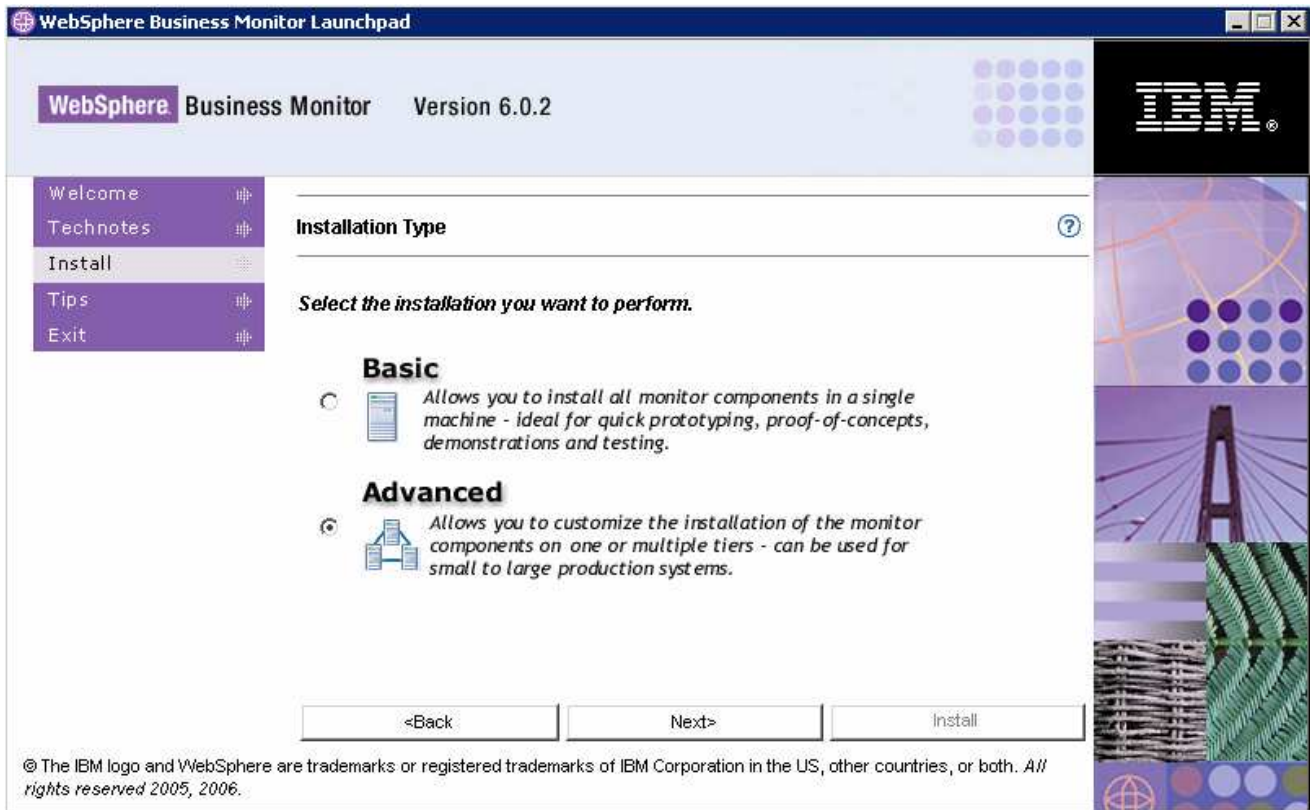 WebSphere Business Monitor Launchpad
WebSphere. Business Monitor Version 6.0.2
IBM®
Welcome
Technotes
Install
Tips
Exit
Installation Type
?
Select the installation you want to perform.
Basic
Allows you to install all monitor components in a single
machine - ideal for quick prototyping, proof-of-concepts,
demonstrations and testing.
Advanced
Allows you to customize the installation of the monitor
components on one or multiple tiers - can be used for
small to large production systems.
<Back
Next>
Install
© The IBM logo and WebSphere are trademarks or registered trademarks of IBM Corporation in the US, other countries, or both. All
rights reserved 2005, 2006.